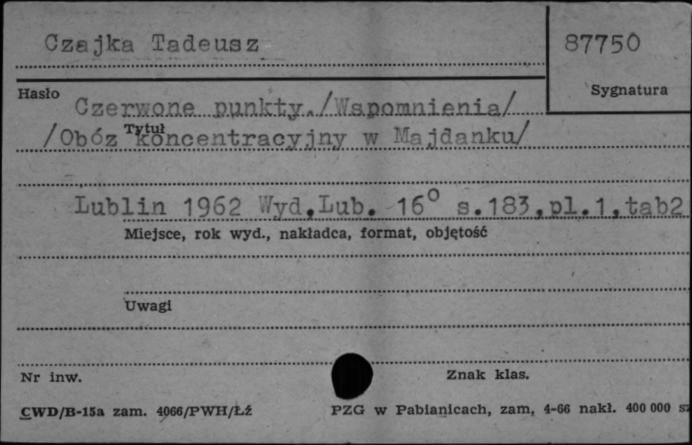 Czajka Tadeusz
87750
Hasło
Sygnatura
Czerwone punkty./Wspomnienia/
Tytuł
/Obóz koncentracyjny w Majdanku/
Lublin 1962 Wyd.Lub. 16° s.183,pl.1,tab2
Miejsce, rok wyd., nakładca, format, objętość
Uwagi
Nr inw.
Znak klas.
CWD/B-15a zam. 4066/PWH/Łź
PZG w Pabianicach, zam, 4-66 nakł. 400 000 sz